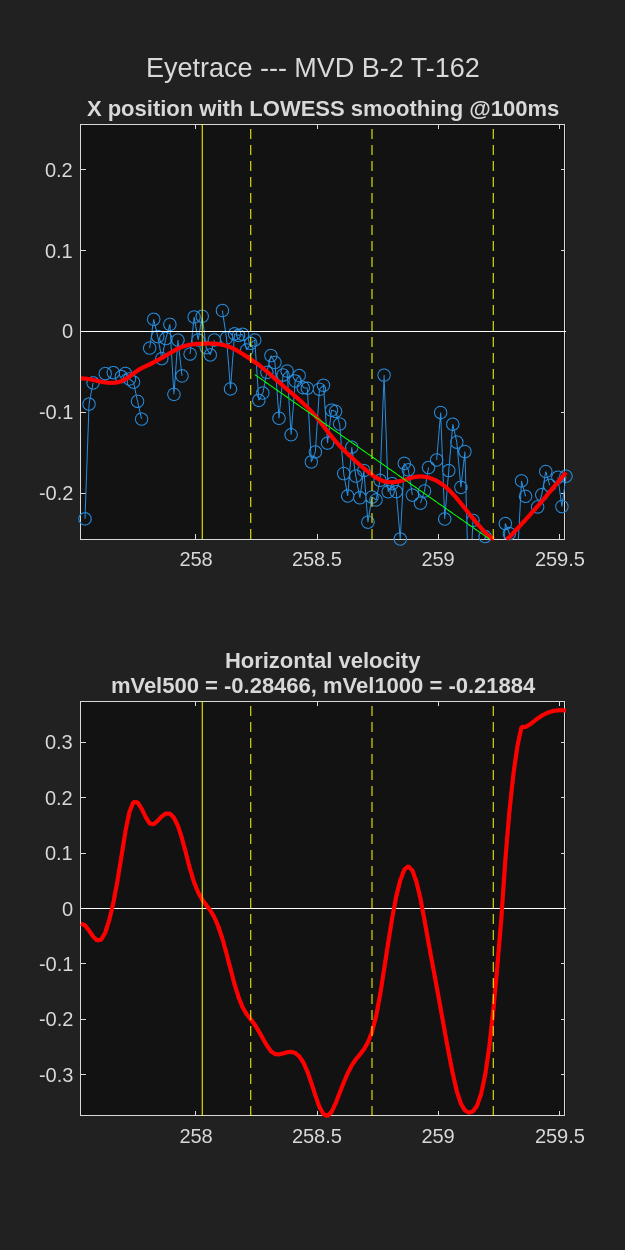 Eyetrace --- MVD B-2 T-162
X position with LOWESS smoothing @100ms
0.2
0.1
0
-0.1
-0.2
258 258.5 259 259.5
Horizontal velocity
mVel500 = -0.28466, mVel1000 = -0.21884
0.3
0.2
0.1
0
-0.1
-0.2
-0.3
258 258.5 259 259.5